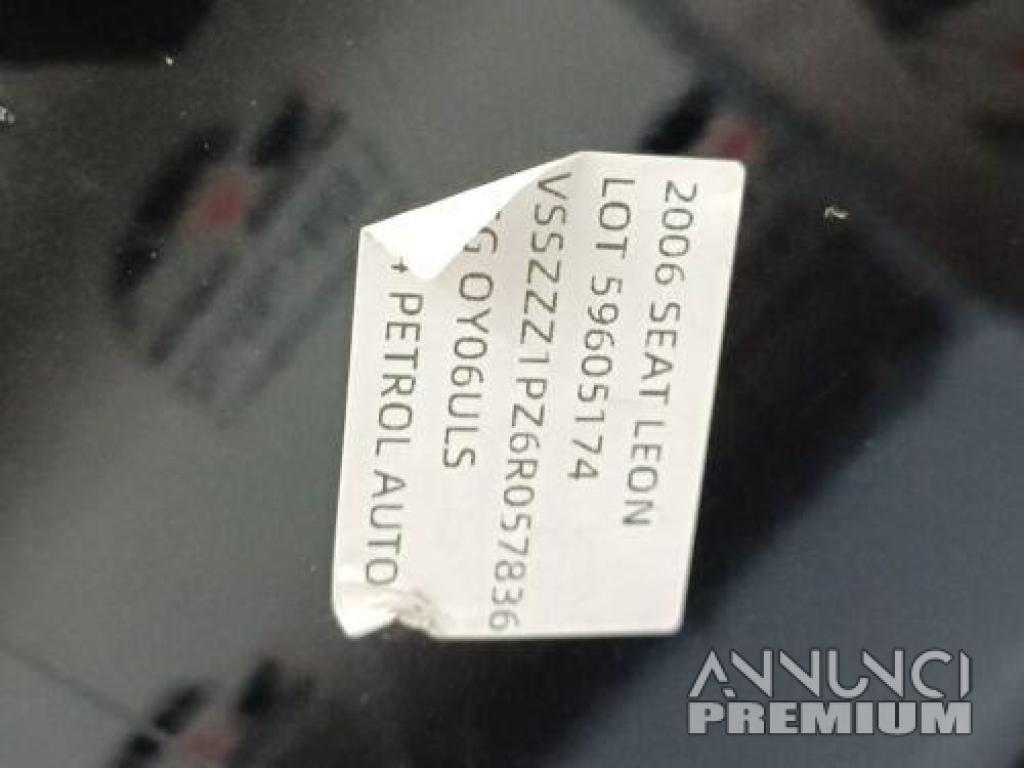 2006 SEAT LEON
LOT 59605174
VSSZZZ1PZ6R057836
G OY06ULS
PETROL AUTO
ANNUNCI
PREMIUM